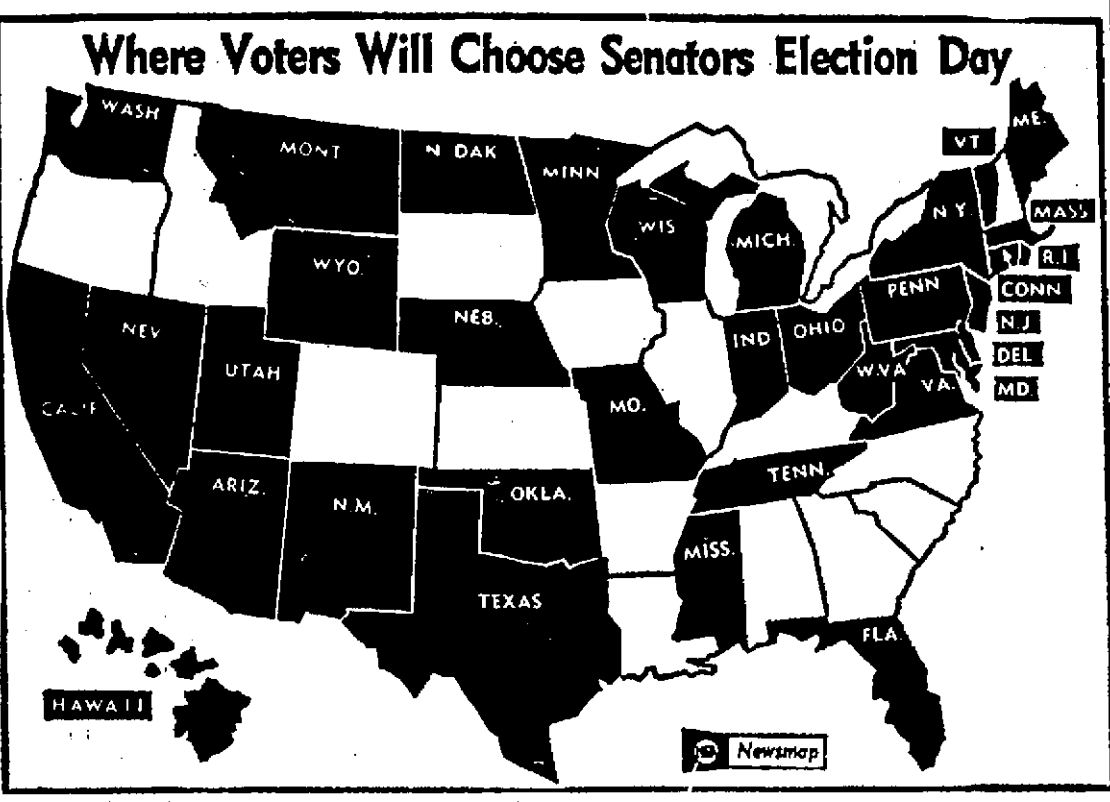 Where Voters Will Choose Senators Election Day
WASH
MONT
N DAK
MINN
ME.
VT
N.Y.
MASS
WIS
MICH.
R.I
WYO.
PENN
CONN
NEV
NEB.
IND
OHIO
N.J
UTAH
W.VA
DEL
VA.
MD.
CALIF
MO.
TENN.
ARIZ.
N.M.
OKLA.
MISS.
TEXAS
FLA.
HAWAII
Newsmap